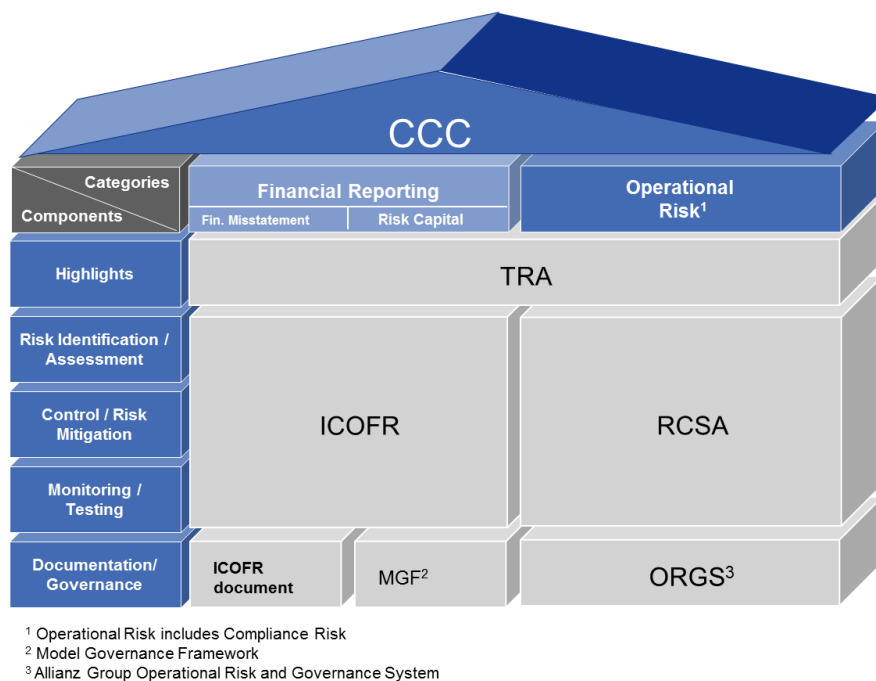 CCC
Categories
Components
Financial Reporting
Fin. Misstatement
Risk Capital
Operational
Risk¹
Highlights
TRA
Risk Identification /
Assessment
Control / Risk
Mitigation
Monitoring /
Testing
ICOFR
RCSA
Documentation/
Governance
ICOFR
document
MGF²
ORGS³
¹ Operational Risk includes Compliance Risk
² Model Governance Framework
³ Allianz Group Operational Risk and Governance System